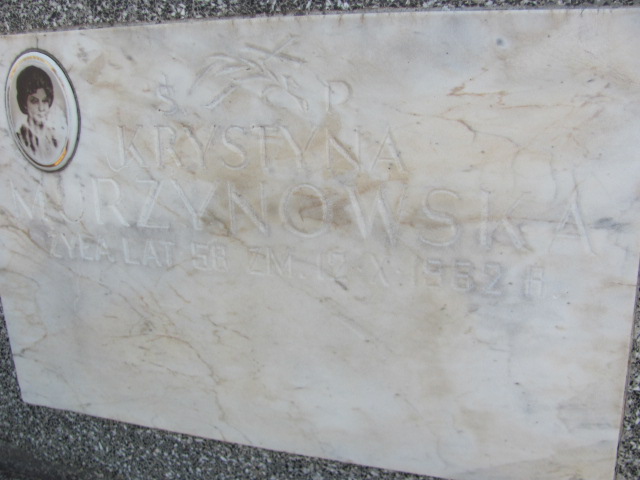 Ś P
KRYSTYNA
MURZYNOWSKA
ŻYŁA LAT 58 ZM. 12 X 1982 R